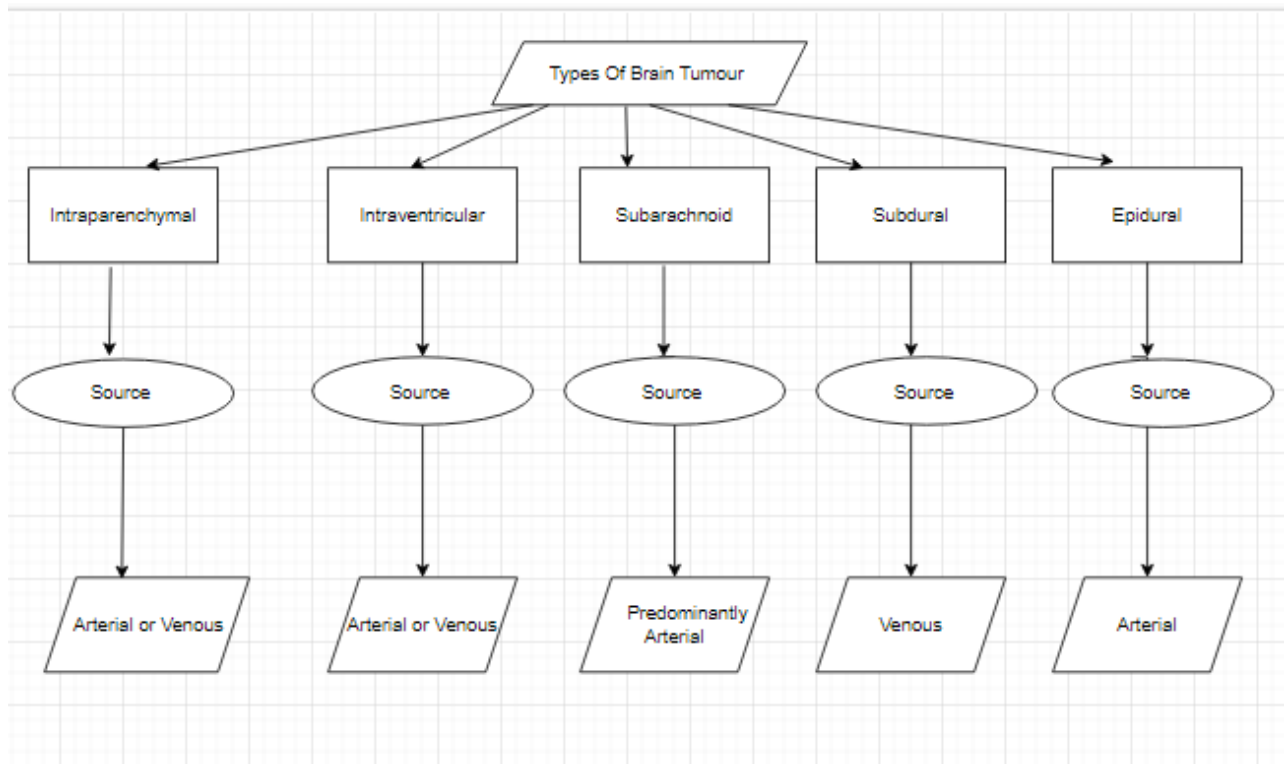 Types Of Brain Tumour
Intraparenchymal
Intraventricular
Subarachnoid
Subdural
Epidural
Source
Source
Source
Source
Source
Arterial or Venous
Arterial or Venous
Predominantly
Arterial
Venous
Arterial